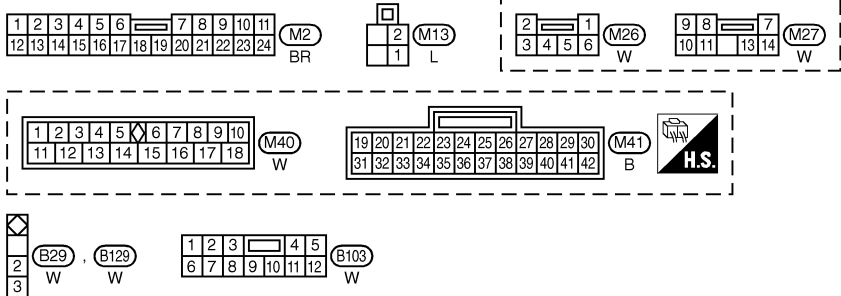 1 2 3 4 5 6 7 8 9 10 11
12 13 14 15 16 17 18 19 20 21 22 23 24
M2
BR
2
1
M13
L
2 1
3 4 5 6
M26
W
9 8 7
10 11 13 14
M27
W
1 2 3 4 5 6 7 8 9 10
11 12 13 14 15 16 17 18
M40
W
19 20 21 22 23 24 25 26 27 28 29 30
31 32 33 34 35 36 37 38 39 40 41 42
M41
B
H.S.
2
3
B29 , B129
W W
1 2 3 4 5
6 7 8 9 10 11 12
B103
W